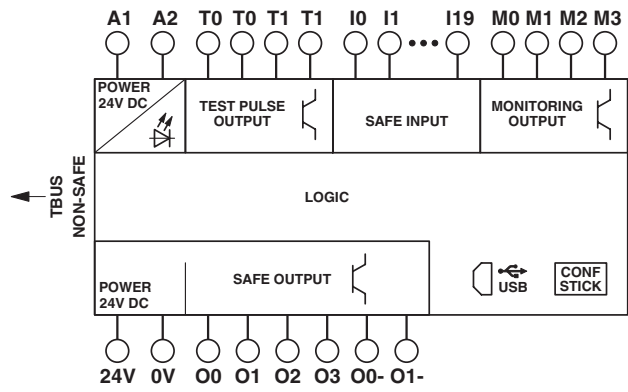 A1 A2 T0 T0 T1 T1 I0 I1 ••• I19 M0 M1 M2 M3
POWER
24V DC
TEST PULSE
OUTPUT
SAFE INPUT
MONITORING
OUTPUT
TBUS
NON-SAFE
LOGIC
POWER
24V DC
SAFE OUTPUT
USB
CONF
STICK
24V 0V O0 O1 O2 O3 O0- O1-